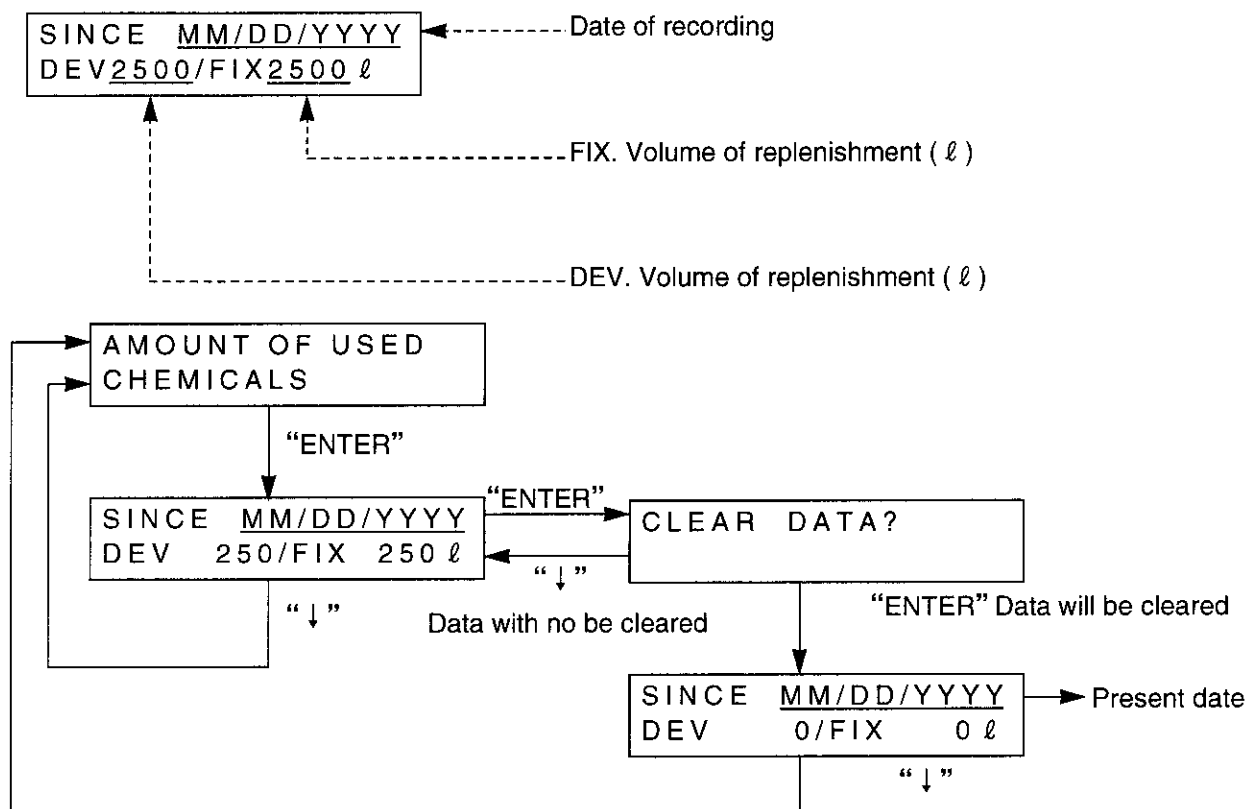 SINCE MM/DD/YYYY
Date of recording
DEV2500/FIX2500 ℓ
FIX. Volume of replenishment ( ℓ )
DEV. Volume of replenishment ( ℓ )
AMOUNT OF USED
CHEMICALS
“ENTER”
SINCE MM/DD/YYYY
DEV 250/FIX 250 ℓ
“ENTER”
CLEAR DATA?
“ ↓ ”
Data with no be cleared
“ ↓ ”
“ENTER” Data will be cleared
SINCE MM/DD/YYYY
Present date
DEV 0/FIX 0 ℓ
“ ↓ ”